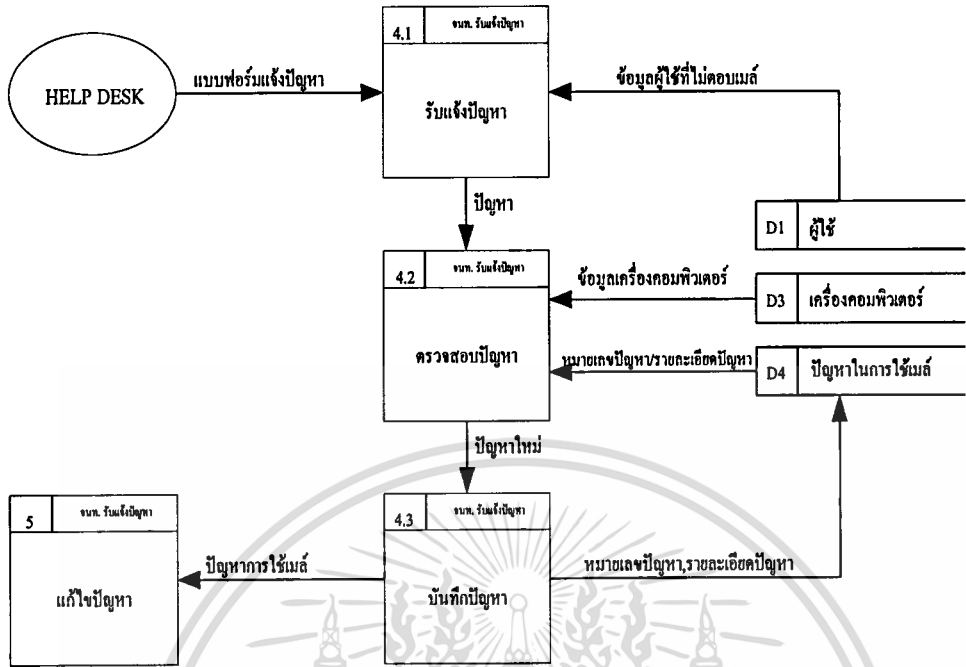 HELP DESK
แบบฟอร์มแจ้งปัญหา
4.1
จนท. รับแจ้งปัญหา
รับแจ้งปัญหา
ข้อมูลผู้ใช้ที่ไม่ตอบเมล์
ปัญหา
D1
ผู้ใช้
4.2
จนท. รับแจ้งปัญหา
ตรวจสอบปัญหา
ข้อมูลเครื่องคอมพิวเตอร์
D3
เครื่องคอมพิวเตอร์
หมายเลขปัญหา/รายละเอียดปัญหา
D4
ปัญหาในการใช้เมล์
ปัญหาใหม่
5
จนท. รับแจ้งปัญหา
แก้ไขปัญหา
ปัญหาการใช้เมล์
4.3
จนท. รับแจ้งปัญหา
บันทึกปัญหา
หมายเลขปัญหา,รายละเอียดปัญหา